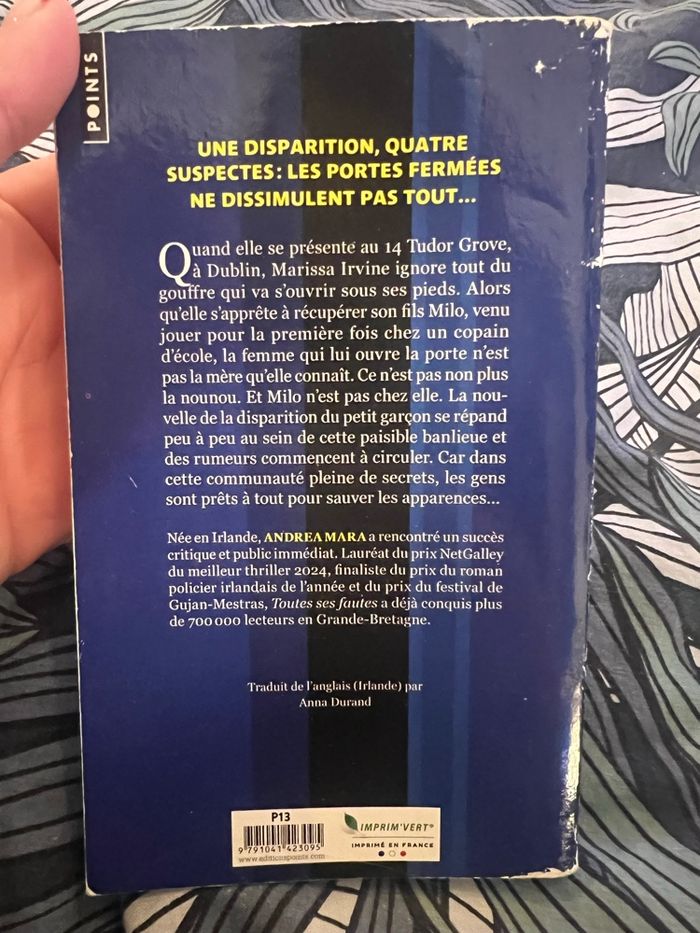 POINTS
UNE DISPARITION, QUATRE
SUSPECTES : LES PORTES FERMÉES
NE DISSIMULENT PAS TOUT...
Quand elle se présente au 14 Tudor Grove,
à Dublin, Marissa Irvine ignore tout du
gouffre qui va s'ouvrir sous ses pieds. Alors
qu'elle s'apprête à récupérer son fils Milo, venu
jouer pour la première fois chez un copain
d'école, la femme qui lui ouvre la porte n'est
pas la mère qu'elle connaît. Ce n'est pas non plus
la nounou. Et Milo n'est pas chez elle. La nou-
velle de la disparition du petit garçon se répand
peu à peu au sein de cette paisible banlieue et
des rumeurs commencent à circuler. Car dans
cette communauté pleine de secrets, les gens
sont prêts à tout pour sauver les apparences...
Née en Irlande, ANDREA MARA a rencontré un succès
critique et public immédiat. Lauréat du prix NetGalley
du meilleur thriller 2024, finaliste du prix du roman
policier irlandais de l'année et du prix du festival de
Gujan-Mestras, Toutes ses fautes a déjà conquis plus
de 700 000 lecteurs en Grande-Bretagne.
Traduit de l'anglais (Irlande) par
Anna Durand
P13
9 791041 423095
www.editionspoints.com
IMPRIM'VERT®
IMPRIMÉ EN FRANCE